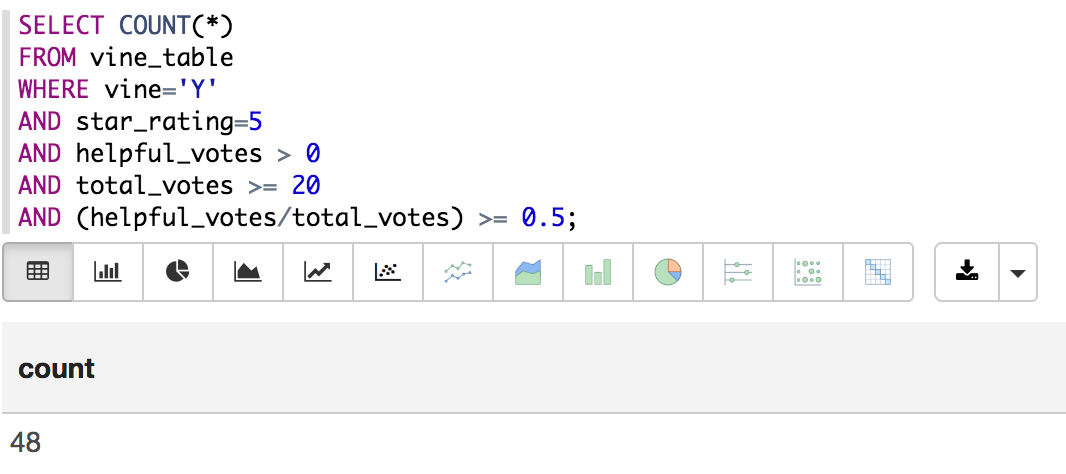 SELECT COUNT(*)
FROM vine_table
WHERE vine='Y'
AND star_rating=5
AND helpful_votes > 0
AND total_votes >= 20
AND (helpful_votes/total_votes) >= 0.5;
count
48